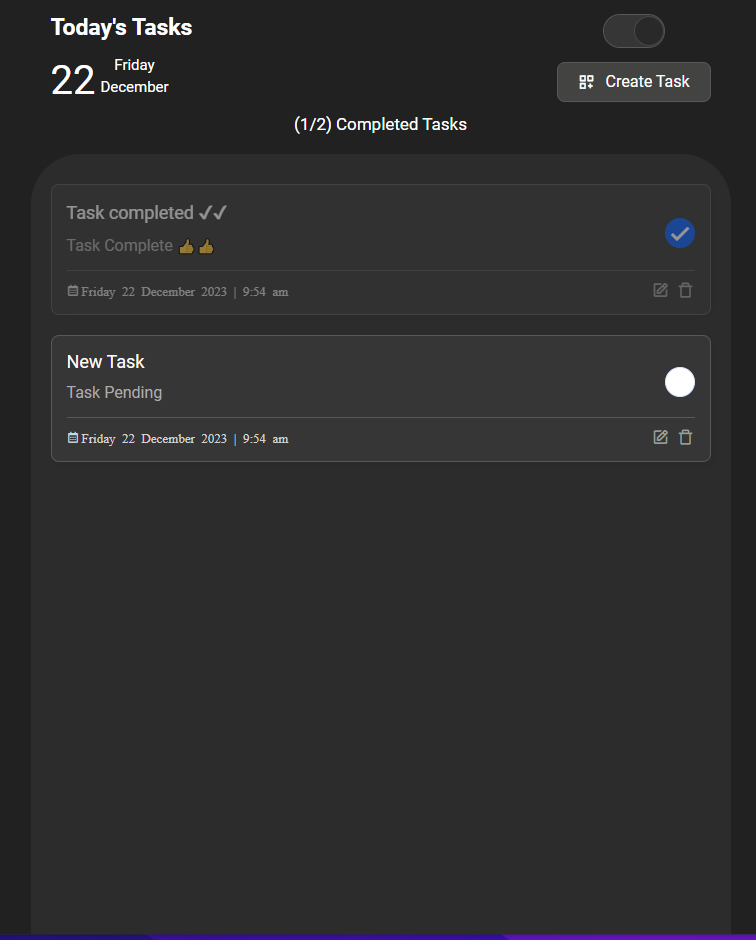 Today's Tasks
22
Friday
December
Create Task
(1/2) Completed Tasks
Task completed ✓✓
Task Complete 👍👍
Friday 22 December 2023 | 9:54 am
New Task
Task Pending
Friday 22 December 2023 | 9:54 am